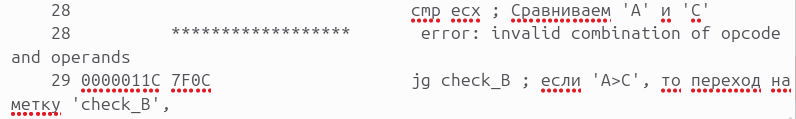 28 cmp ecx ; Сравниваем 'A' и 'C'
28 ****************** error: invalid combination of opcode
and operands
29 0000011C 7F0C jg check_B ; если 'A>C', то переход на
метку 'check_B',